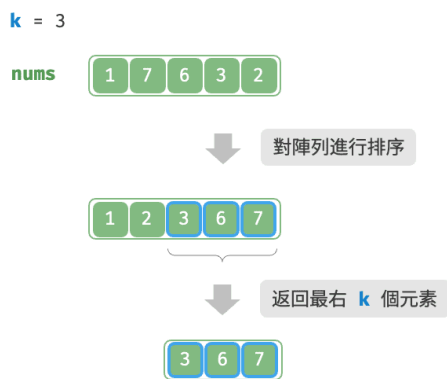 k = 3
nums 1 7 6 3 2
對陣列進行排序
1 2 3 6 7
返回最右 k 個元素
3 6 7